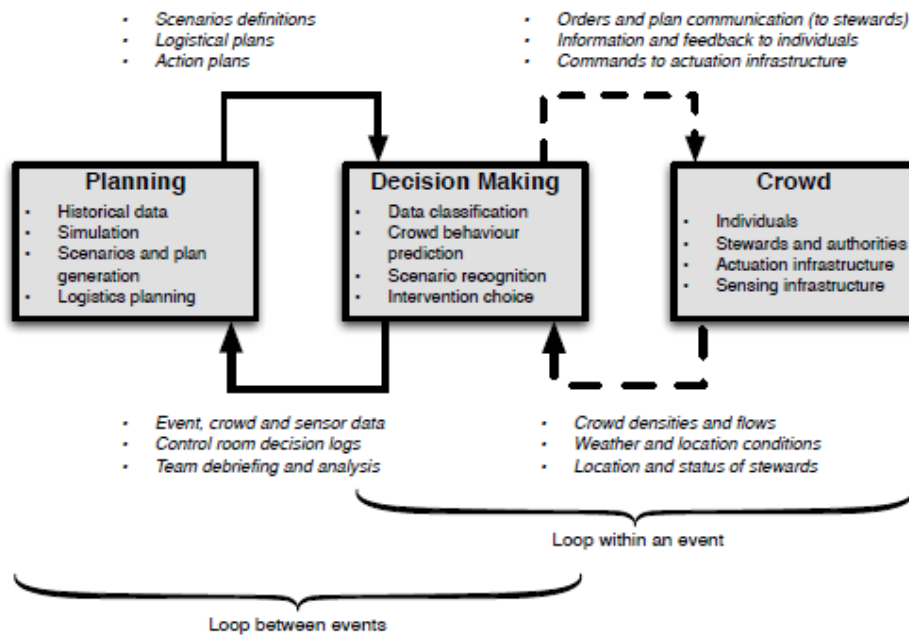 • Scenarios definitions
• Logistical plans
• Action plans
• Orders and plan communication (to stewards)
• Information and feedback to individuals
• Commands to actuation infrastructure
Planning
• Historical data
• Simulation
• Scenarios and plan
generation
• Logistics planning
Decision Making
• Data classification
• Crowd behaviour
prediction
• Scenario recognition
• Intervention choice
Crowd
• Individuals
• Stewards and authorities
• Actuation infrastructure
• Sensing infrastructure
• Event, crowd and sensor data
• Control room decision logs
• Team debriefing and analysis
• Crowd densities and flows
• Weather and location conditions
• Location and status of stewards
Loop within an event
Loop between events